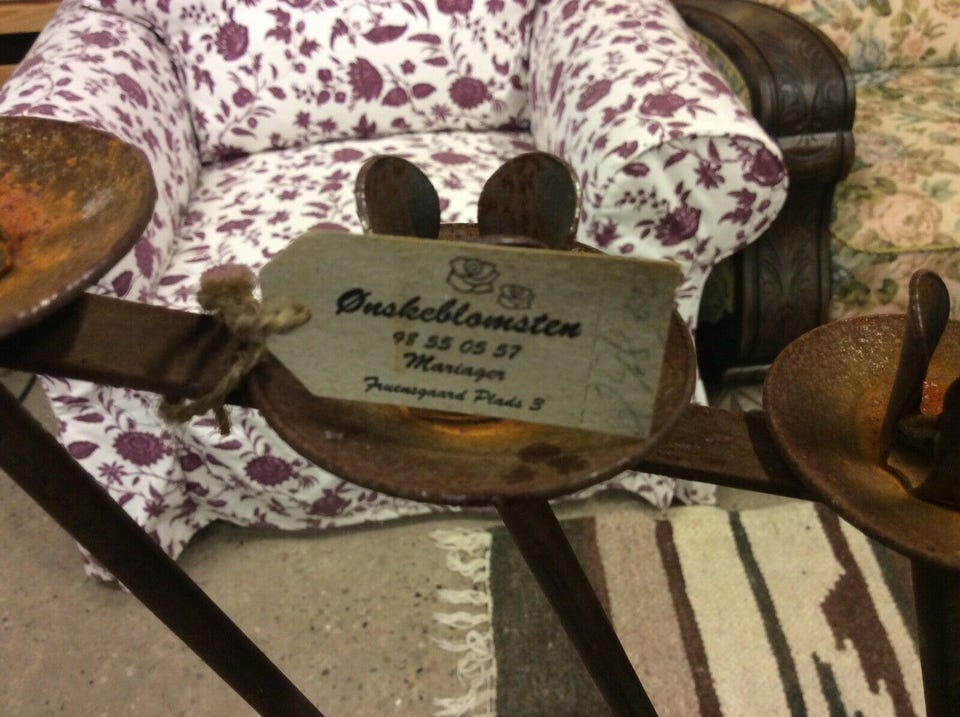 Ønskeblomsten
98 55 05 57
Mariager
Fruensgaard Plads 3